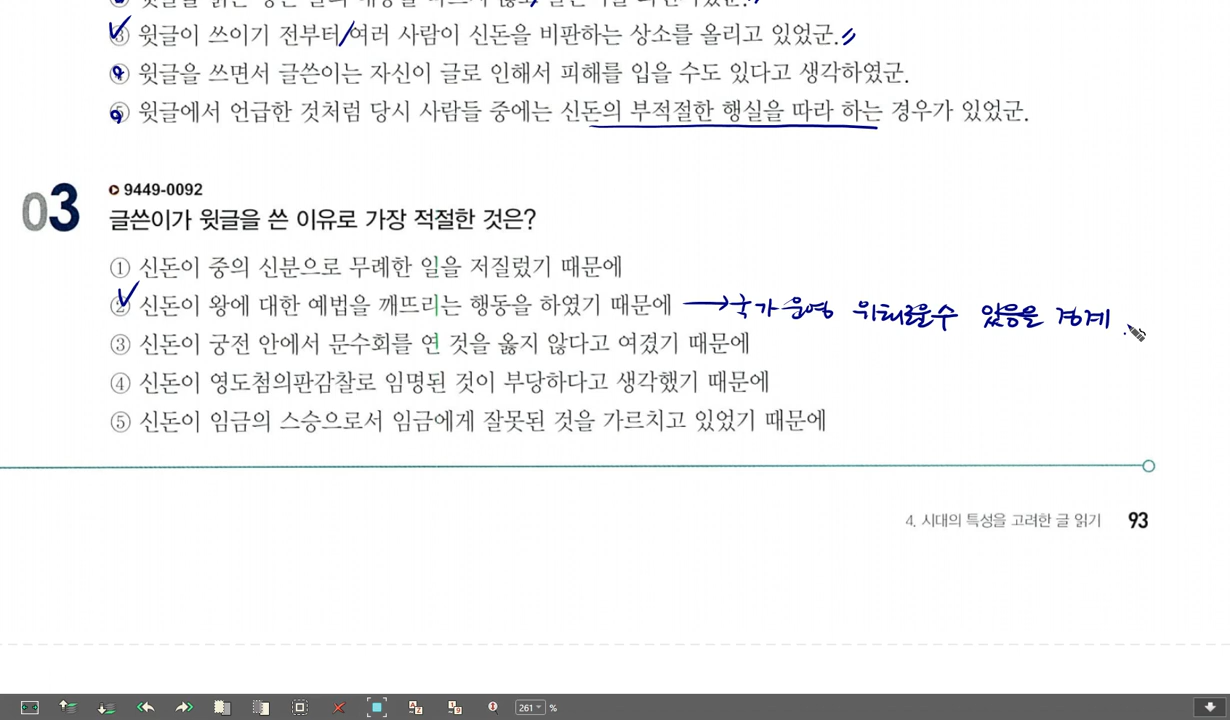 ③ 윗글이 쓰이기 전부터/여러 사람이 신돈을 비판하는 상소를 올리고 있었군.
④ 윗글을 쓰면서 글쓴이는 자신이 글로 인해서 피해를 입을 수도 있다고 생각하였군.
⑤ 윗글에서 언급한 것처럼 당시 사람들 중에는 신돈의 부적절한 행실을 따라 하는 경우가 있었군.
03
9449-0092
글쓴이가 윗글을 쓴 이유로 가장 적절한 것은?
① 신돈이 중의 신분으로 무례한 일을 저질렀기 때문에
② 신돈이 왕에 대한 예법을 깨뜨리는 행동을 하였기 때문에 → 국가운영 위태로울수 있음을 경계.
③ 신돈이 궁전 안에서 문수회를 연 것을 옳지 않다고 여겼기 때문에
④ 신돈이 영도첨의판감찰로 임명된 것이 부당하다고 생각했기 때문에
⑤ 신돈이 임금의 스승으로서 임금에게 잘못된 것을 가르치고 있었기 때문에
4. 시대의 특성을 고려한 글 읽기 93
261 %